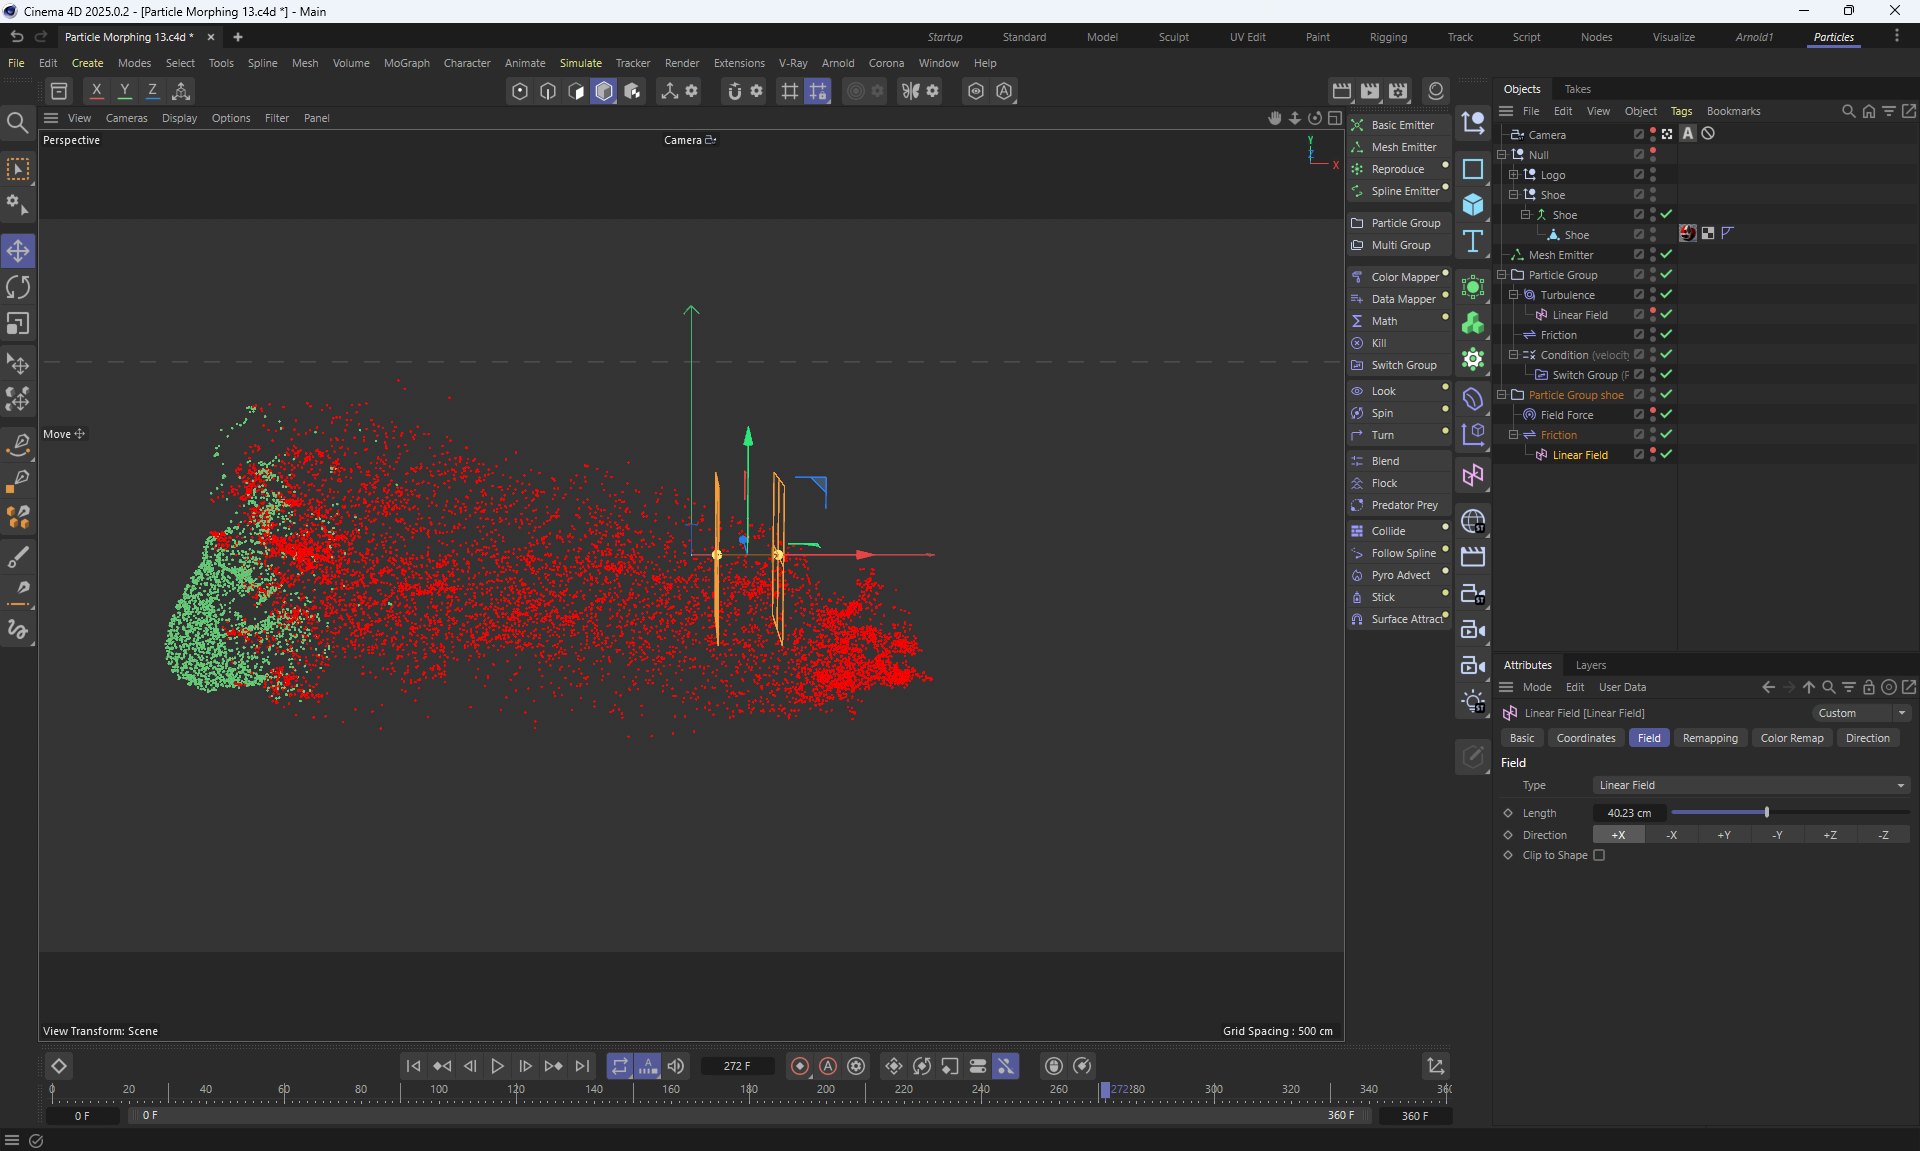 Cinema 4D 2025.0.2 - [Particle Morphing 13.c4d *] - Main
Particle Morphing 13.c4d *
Startup Standard Model Sculpt UV Edit Paint Rigging Track Script Nodes Visualize Arnold1 Particles
File Edit Create Modes Select Tools Spline Mesh Volume MoGraph Character Animate Simulate Tracker Render Extensions V-Ray Arnold Corona Window Help
X Y Z
View Cameras Display Options Filter Panel
Perspective
Camera
Y
Z
X
Move
View Transform: Scene
Grid Spacing : 500 cm
Basic Emitter
Mesh Emitter
Reproduce
Spline Emitter
Particle Group
Multi Group
Color Mapper
Data Mapper
Math
Kill
Switch Group
Look
Spin
Turn
Blend
Flock
Predator Prey
Collide
Follow Spline
Pyro Advect
Stick
Surface Attract
ST
ST
ST
Objects Takes
File Edit View Object Tags Bookmarks
Camera
A
Null
Logo
Shoe
Shoe
Shoe
Mesh Emitter
Particle Group
Turbulence
Linear Field
Friction
Condition (velocit
Switch Group (F
Particle Group shoe
Field Force
Friction
Linear Field
Attributes Layers
Mode Edit User Data
Linear Field [Linear Field]
Custom
Basic Coordinates Field Remapping Color Remap Direction
Field
Type Linear Field
Length 40.23 cm
Direction +X -X +Y -Y +Z -Z
Clip to Shape
272 F
0 20 40 60 80 100 120 140 160 180 200 220 240 260 272 280 300 320 340 36
0 F
0 F
360 F
360 F